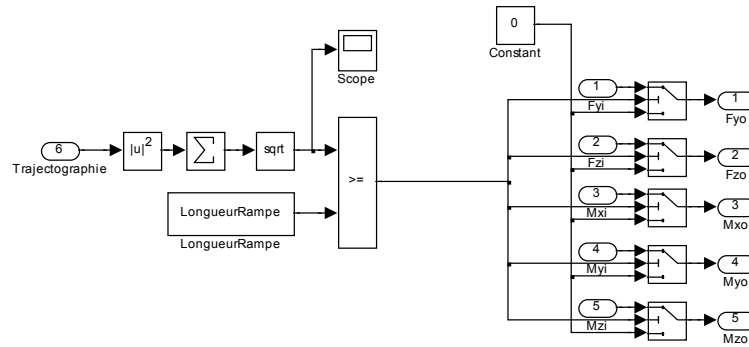 0
Constant
Scope
1
Fyi
1
Fyo
6
Trajectographie
|u|²
∑
sqrt
>=
2
Fzi
2
Fzo
LongueurRampe
LongueurRampe
3
Mxi
3
Mxo
4
Myi
4
Myo
5
Mzi
5
Mzo